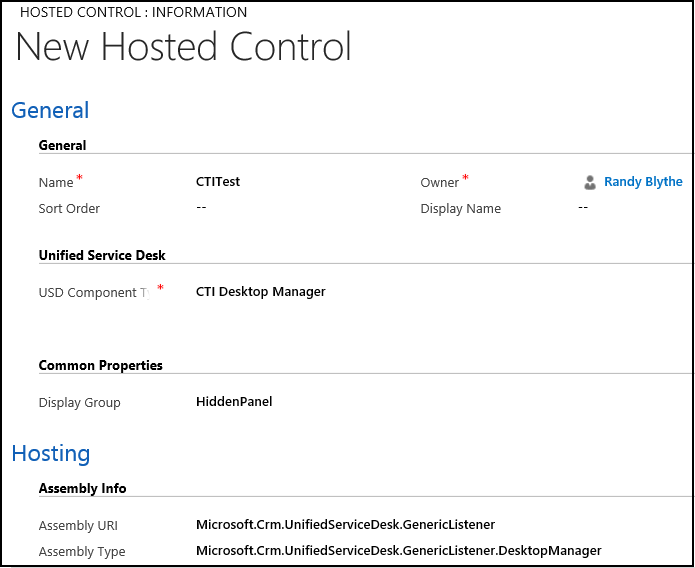 HOSTED CONTROL : INFORMATION
New Hosted Control
General
General
Name * CTITest Owner * Randy Blythe
Sort Order -- Display Name --
Unified Service Desk
USD Component Ty * CTI Desktop Manager
Common Properties
Display Group HiddenPanel
Hosting
Assembly Info
Assembly URI Microsoft.Crm.UnifiedServiceDesk.GenericListener
Assembly Type Microsoft.Crm.UnifiedServiceDesk.GenericListener.DesktopManager